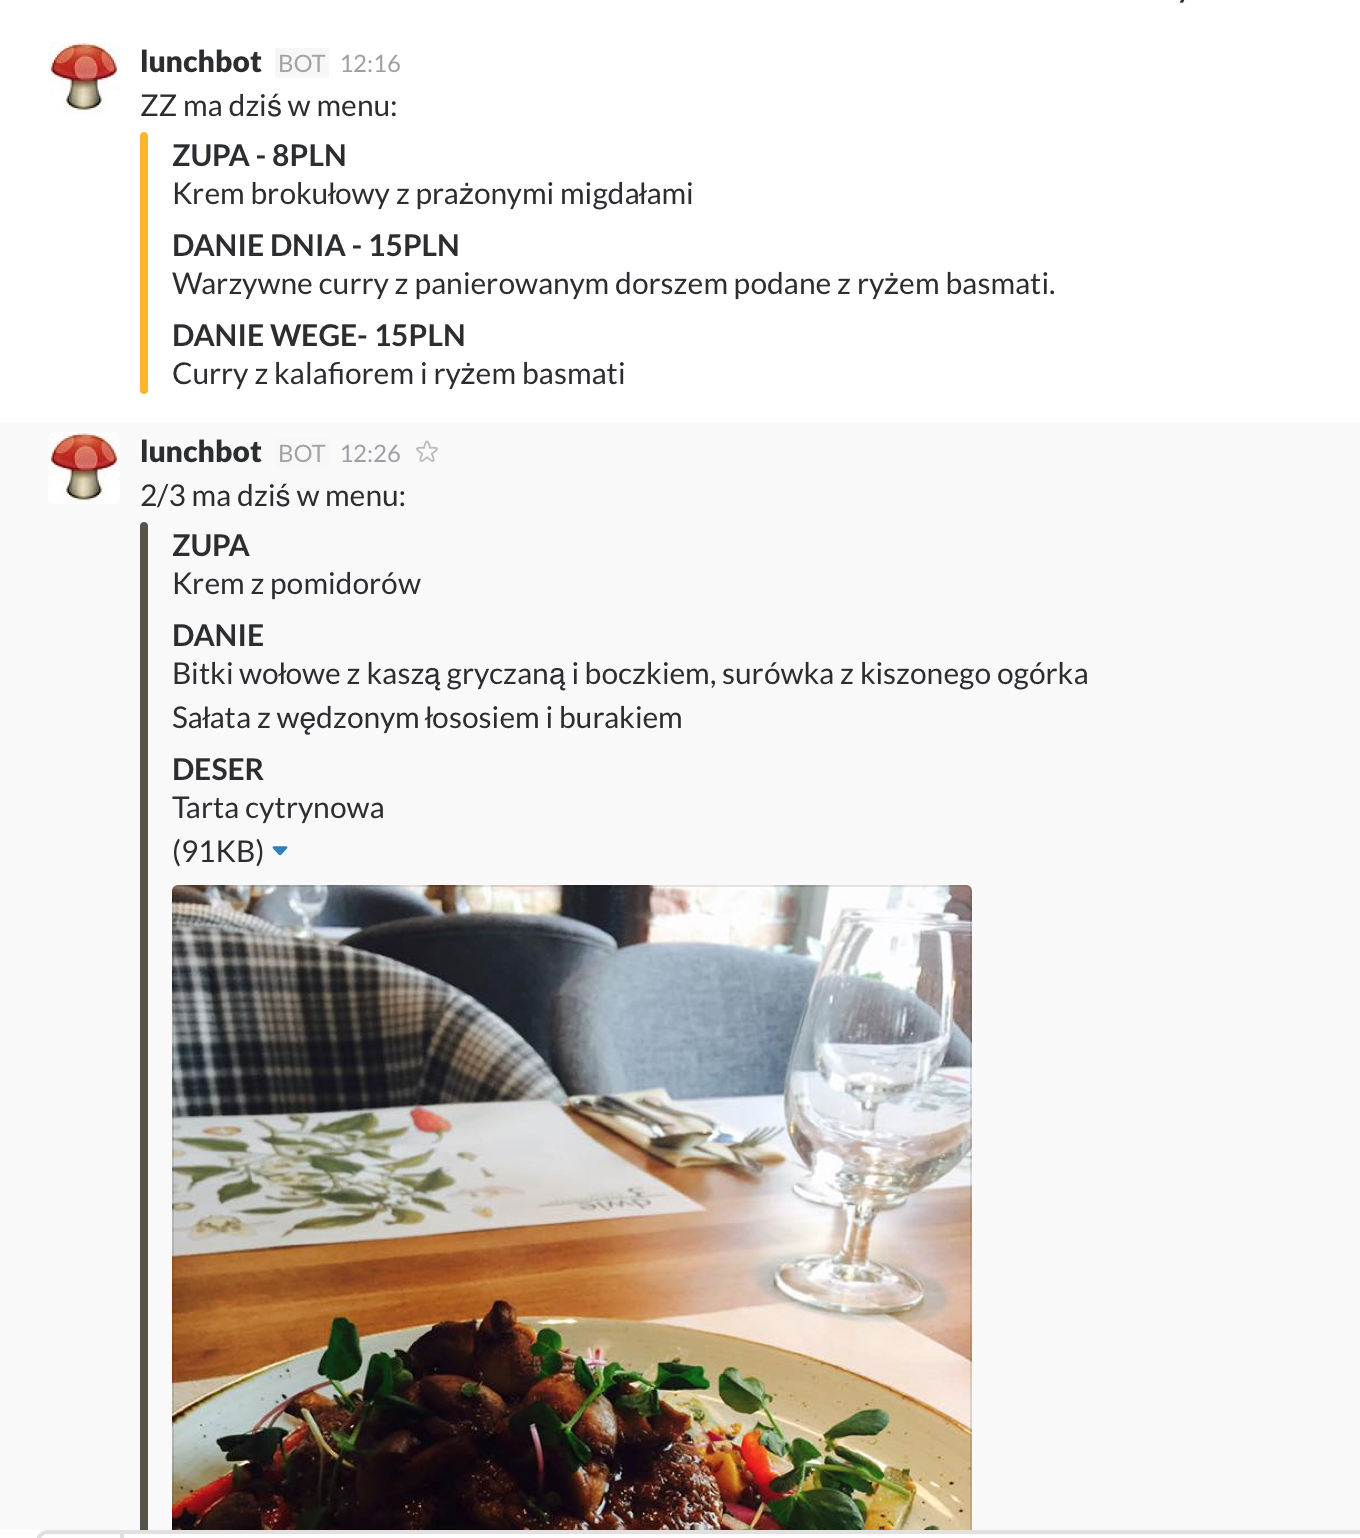 lunchbot BOT 12:16
ZZ ma dziś w menu:
ZUPA - 8PLN
Krem brokułowy z prażonymi migdałami
DANIE DNIA - 15PLN
Warzywne curry z panierowanym dorszem podane z ryżem basmati.
DANIE WEGE- 15PLN
Curry z kalafiorem i ryżem basmati
lunchbot BOT 12:26
2/3 ma dziś w menu:
ZUPA
Krem z pomidorów
DANIE
Bitki wołowe z kaszą gryczaną i boczkiem, surówka z kiszonego ogórka
Sałata z wędzonym łososiem i burakiem
DESER
Tarta cytrynowa
(91KB)
dwie
3